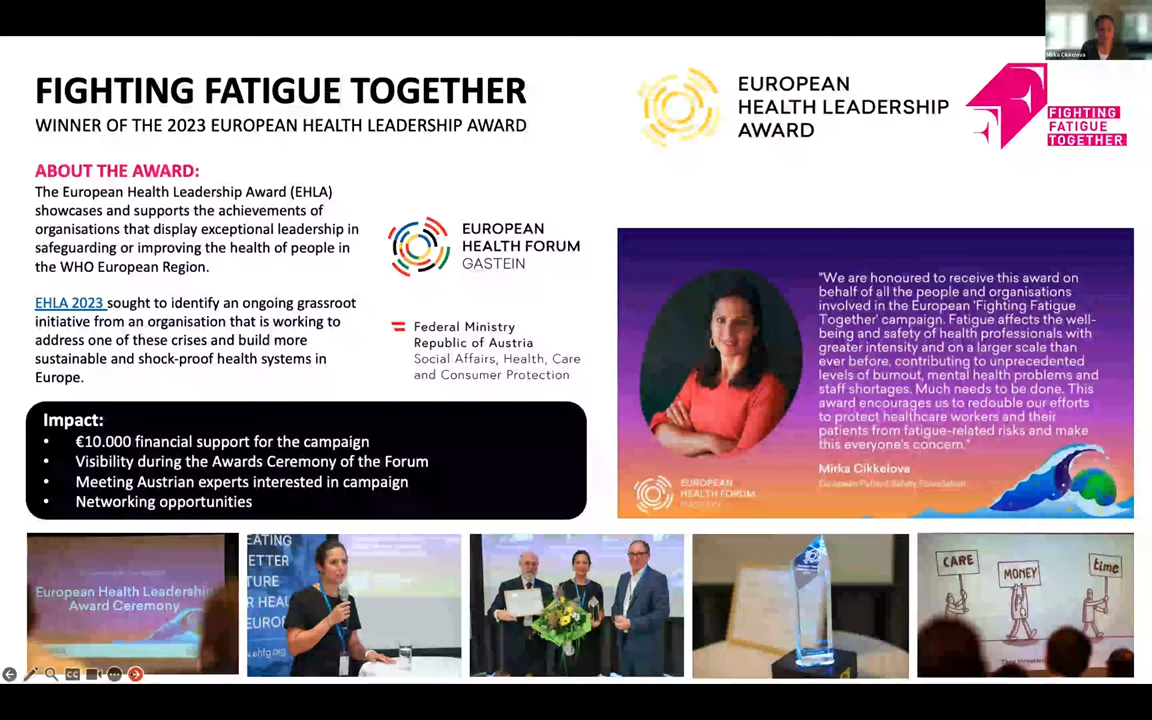 Mirka Cikkelova
FIGHTING FATIGUE TOGETHER
WINNER OF THE 2023 EUROPEAN HEALTH LEADERSHIP AWARD
EUROPEAN
HEALTH LEADERSHIP
AWARD
FIGHTING
FATIGUE
TOGETHER
ABOUT THE AWARD:
The European Health Leadership Award (EHLA)
showcases and supports the achievements of
organisations that display exceptional leadership in
safeguarding or improving the health of people in
the WHO European Region.
EHLA 2023 sought to identify an ongoing grassroot
initiative from an organisation that is working to
address one of these crises and build more
sustainable and shock-proof health systems in
Europe.
EUROPEAN
HEALTH FORUM
GASTEIN
Federal Ministry
Republic of Austria
Social Affairs, Health, Care
and Consumer Protection
Impact:
• €10.000 financial support for the campaign
• Visibility during the Awards Ceremony of the Forum
• Meeting Austrian experts interested in campaign
• Networking opportunities
"We are honoured to receive this award on
behalf of all the people and organisations
involved in the European 'Fighting Fatigue
Together' campaign. Fatigue affects the well-
being and safety of health professionals with
greater intensity and on a larger scale than
ever before, contributing to unprecedented
levels of burnout, mental health problems and
staff shortages. Much needs to be done. This
award encourages us to redouble our efforts
to protect healthcare workers and their
patients from fatigue-related risks and make
this everyone's concern."
Mirka Cikkelova
European Patient Safety Foundation
EUROPEAN
HEALTH FORUM
GASTEIN
European Health Leadership
Award Ceremony
EATING
ETTER
TURE
R HEAL
EUROP
w.ehfg.org
CARE
MONEY
time
CC